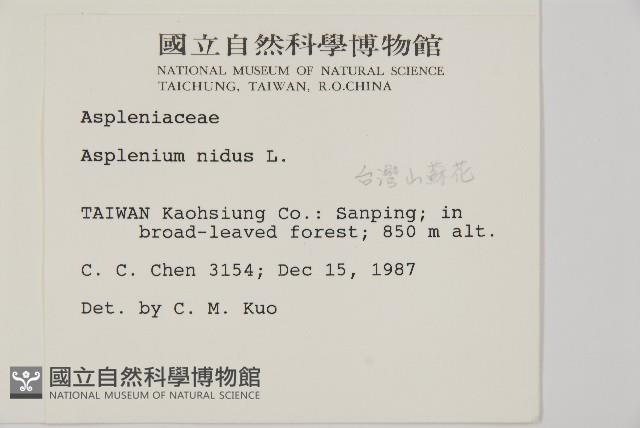 國立自然科學博物館
NATIONAL MUSEUM OF NATURAL SCIENCE
TAICHUNG, TAIWAN, R.O.CHINA
Aspleniaceae
Asplenium nidus L.
台灣山蘇花
TAIWAN Kaohsiung Co.: Sanping; in
broad-leaved forest; 850 m alt.
C. C. Chen 3154; Dec 15, 1987
Det. by C. M. Kuo
國立自然科學博物館
NATIONAL MUSEUM OF NATURAL SCIENCE